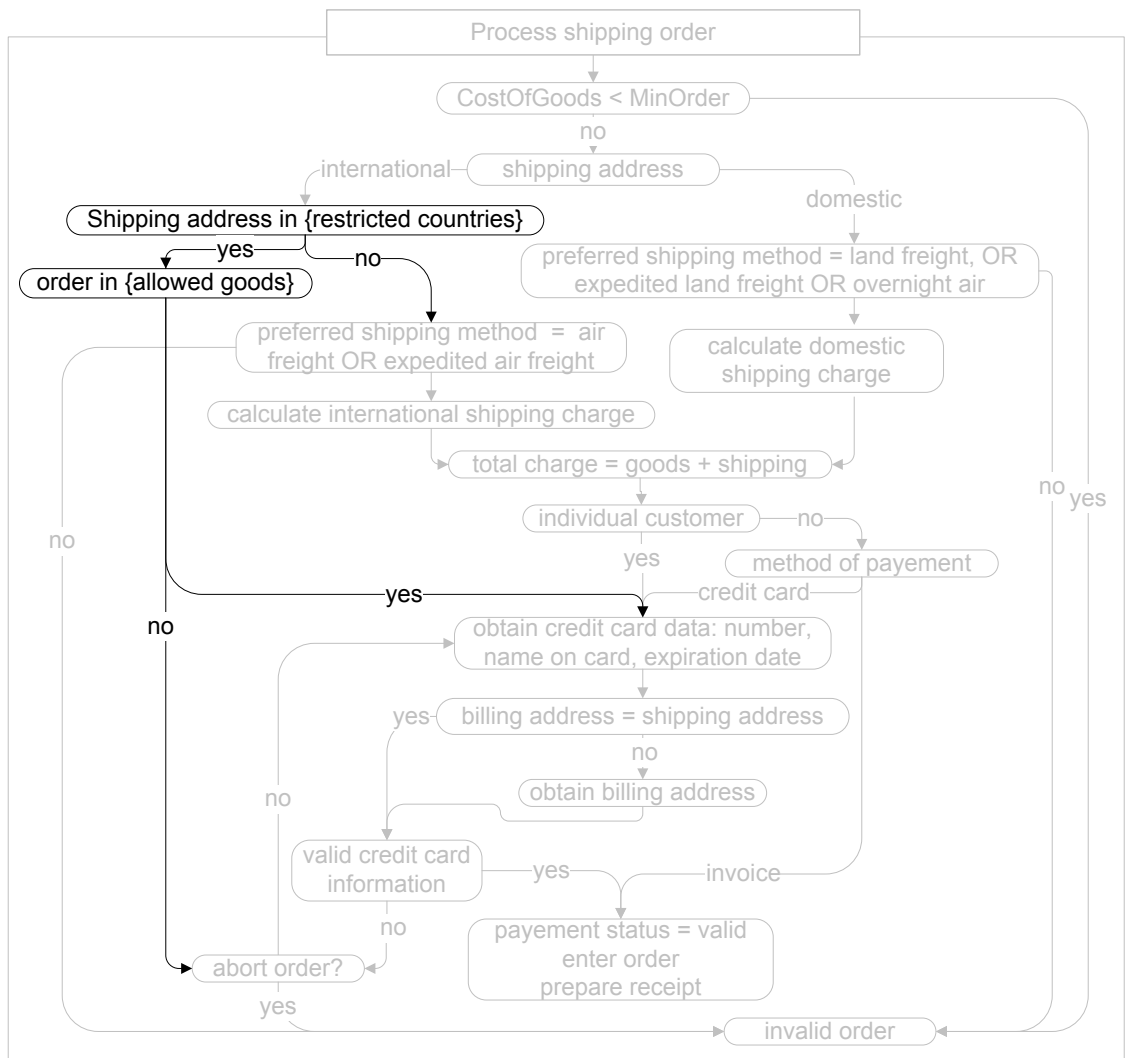 Process shipping order
CostOfGoods < MinOrder
no
international
shipping address
domestic
Shipping address in {restricted countries}
yes
no
order in {allowed goods}
preferred shipping method = land freight, OR
expedited land freight OR overnight air
preferred shipping method = air
freight OR expedited air freight
calculate domestic
shipping charge
calculate international shipping charge
total charge = goods + shipping
no
yes
individual customer
no
no
yes
method of payement
yes
credit card
no
obtain credit card data: number,
name on card, expiration date
yes
billing address = shipping address
no
no
obtain billing address
valid credit card
information
yes
invoice
no
payement status = valid
enter order
prepare receipt
abort order?
yes
invalid order